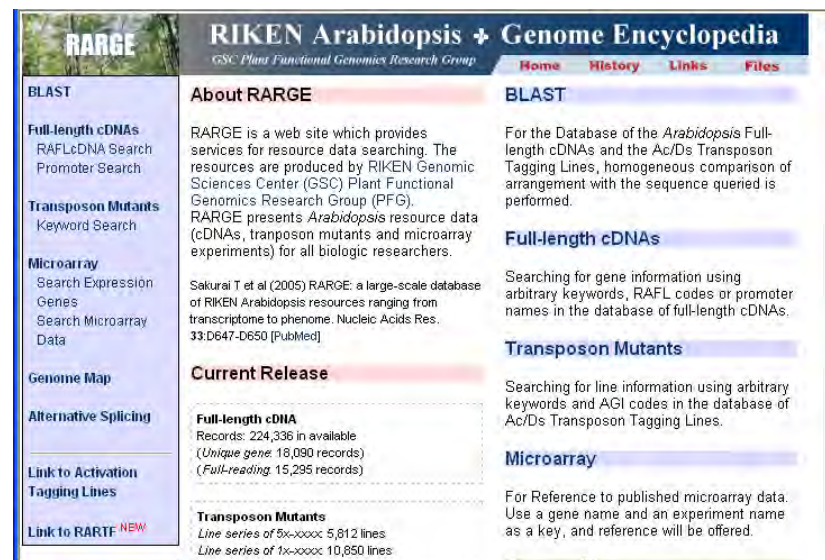 RARGE
RIKEN Arabidopsis Genome Encyclopedia
GSC Plant Functional Genomics Research Group
Home History Links Files
BLAST
Full-length cDNAs
RAFLcDNA Search
Promoter Search
Transposon Mutants
Keyword Search
Microarray
Search Expression
Genes
Search Microarray
Data
Genome Map
Alternative Splicing
Link to Activation
Tagging Lines
Link to RARTF NEW
About RARGE
RARGE is a web site which provides
services for resource data searching. The
resources are produced by RIKEN Genomic
Sciences Center (GSC) Plant Functional
Genomics Research Group (PFG).
RARGE presents Arabidopsis resource data
(cDNAs, tranposon mutants and microarray
experiments) for all biologic researchers.
Sakurai T et al (2005) RARGE: a large-scale database
of RIKEN Arabidopsis resources ranging from
transcriptome to phenome. Nucleic Acids Res.
33:D647-D650 [PubMed]
Current Release
Full-length cDNA
Records: 224,336 in available
(Unique gene: 18,090 records)
(Full-reading: 15,295 records)
Transposon Mutants
Line series of 5x-xxxx: 5,812 lines
Line series of 1x-xxxx: 10,850 lines
BLAST
For the Database of the Arabidopsis Full-
length cDNAs and the Ac/Ds Transposon
Tagging Lines, homogeneous comparison of
arrangement with the sequence queried is
performed.
Full-length cDNAs
Searching for gene information using
arbitrary keywords, RAFL codes or promoter
names in the database of full-length cDNAs.
Transposon Mutants
Searching for line information using arbitrary
keywords and AGI codes in the database of
Ac/Ds Transposon Tagging Lines.
Microarray
For Reference to published microarray data.
Use a gene name and an experiment name
as a key, and reference will be offered.